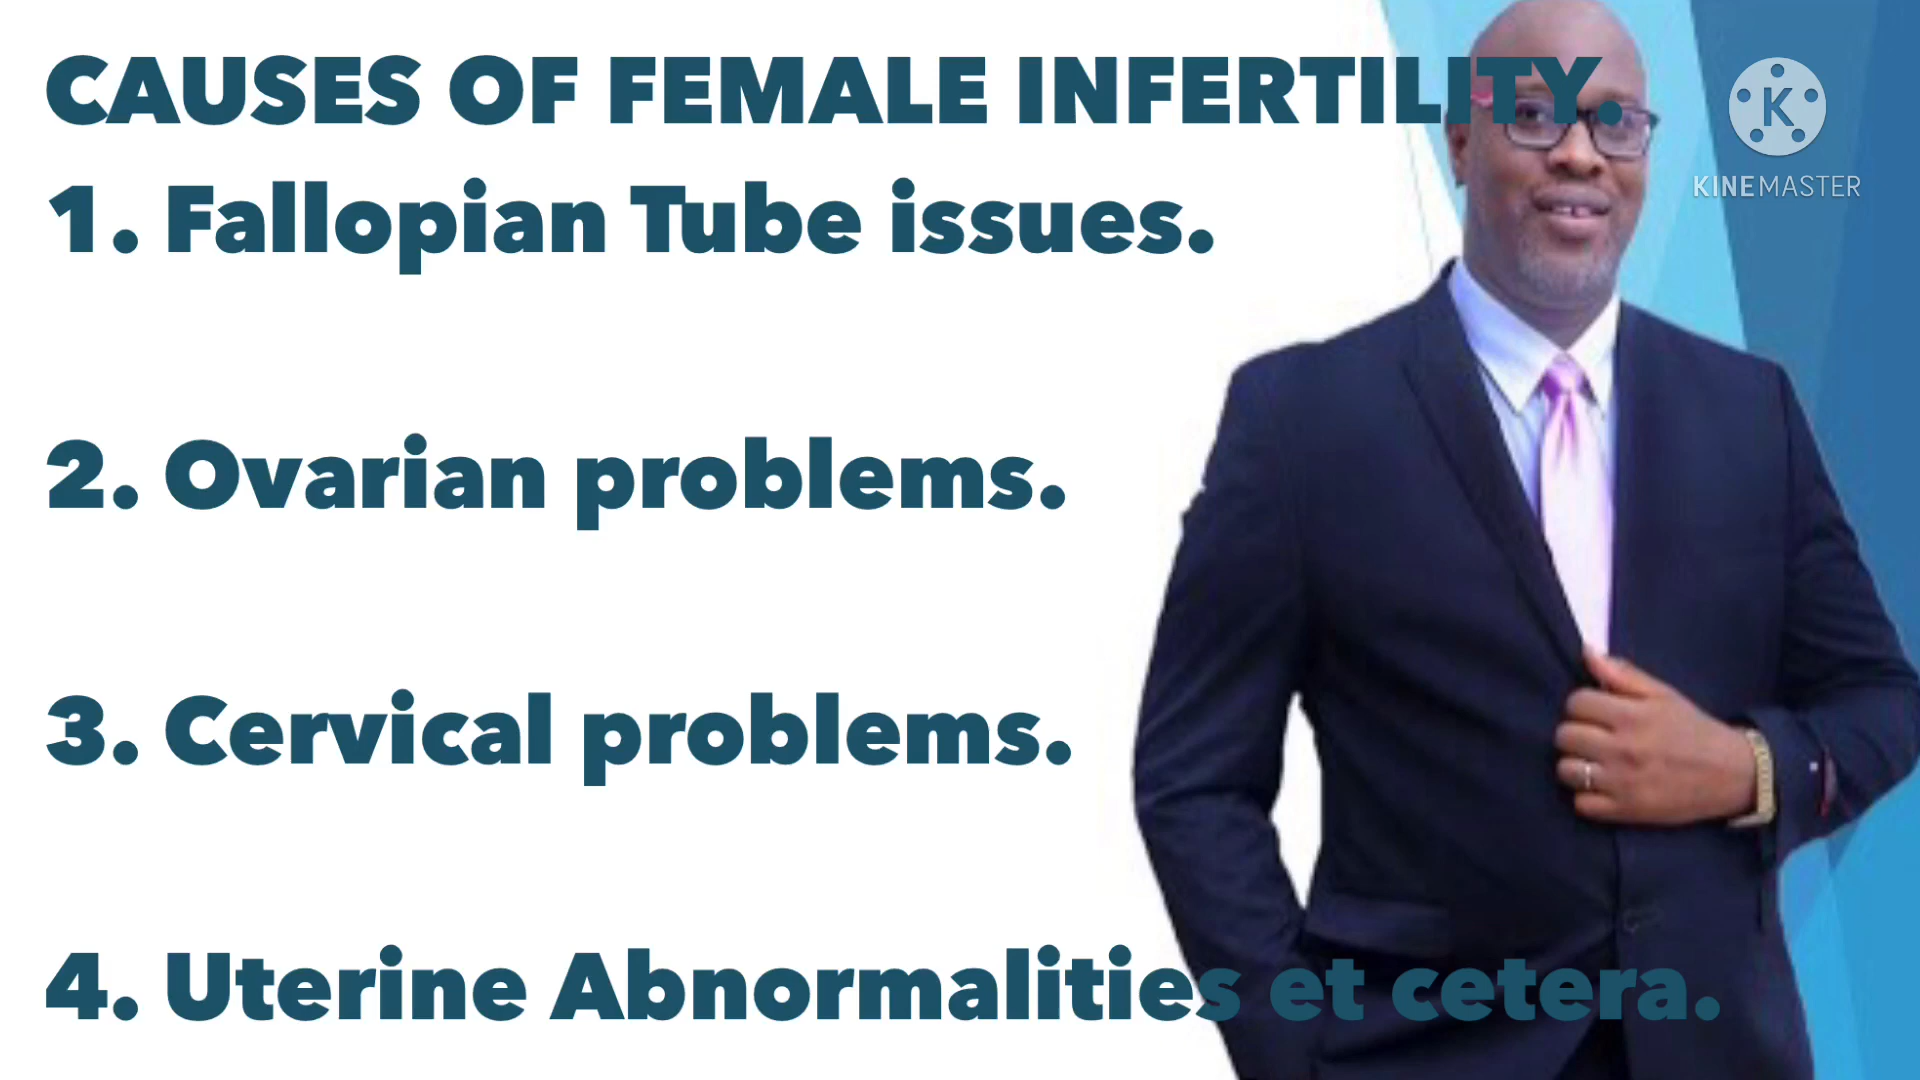 CAUSES OF FEMALE INFERTILITY.
1. Fallopian Tube issues.
2. Ovarian problems.
3. Cervical problems.
4. Uterine Abnormalities et cetera.
K
KINEMASTER